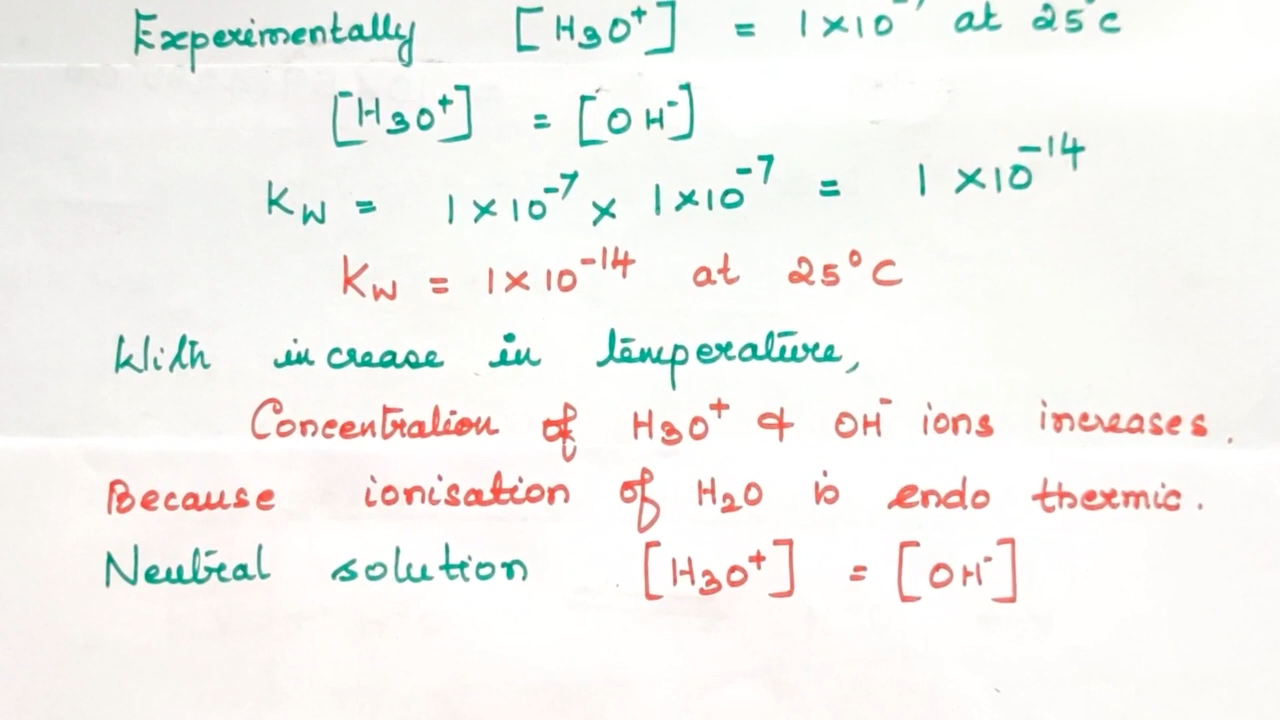 Experimentally [H3O+] = 1×10⁻⁷ at 25°C
[H3O+] = [OH⁻]
Kw = 1×10⁻⁷ × 1×10⁻⁷ = 1×10⁻¹⁴
Kw = 1×10⁻¹⁴ at 25°C
With increase in temperature,
Concentration of H3O+ & OH⁻ ions increases.
Because ionisation of H2O is endo thermic.
Neutral solution [H3O+] = [OH⁻]